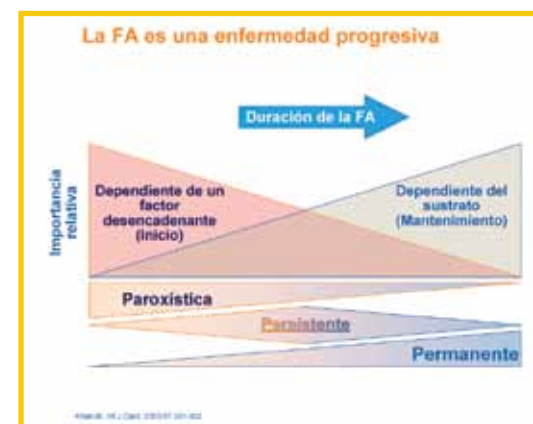 La FA es una enfermedad progresiva
Duración de la FA
Importancia
relativa
Dependiente de un
factor
desencadenante
(Inicio)
Dependiente del
sustrato
(Mantenimiento)
Paroxística
Persistente
Permanente